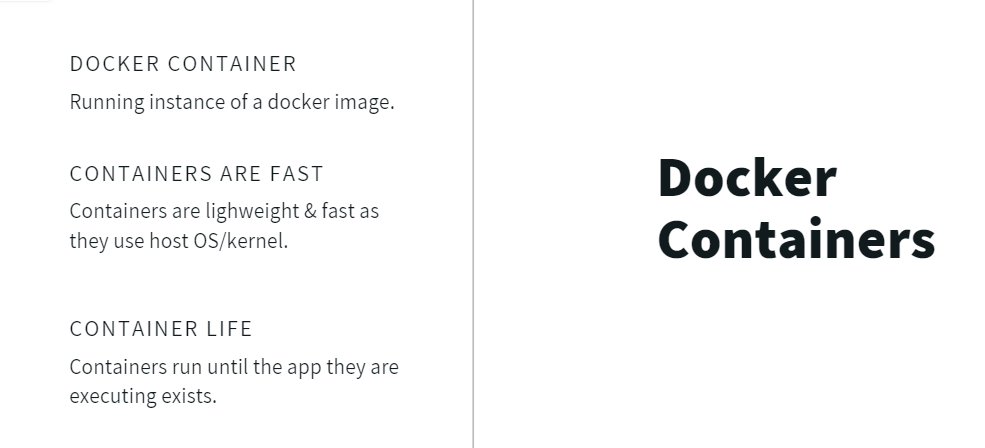 DOCKER CONTAINER
Running instance of a docker image.
CONTAINERS ARE FAST
Containers are lighweight & fast as
they use host OS/kernel.
CONTAINER LIFE
Containers run until the app they are
executing exists.
Docker
Containers